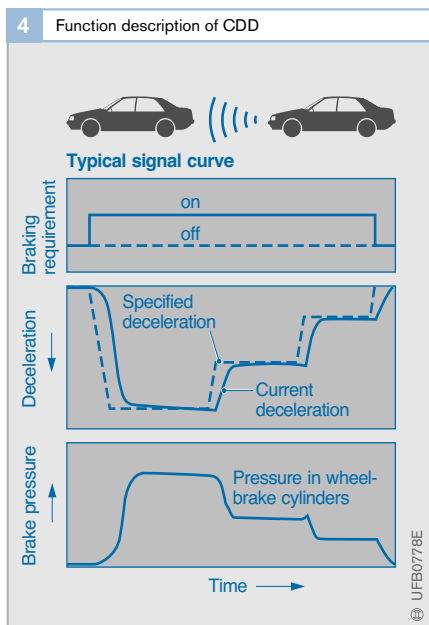 4 Function description of CDD
Typical signal curve
Braking
requirement
on
off
Deceleration
Specified
deceleration
Current
deceleration
Brake pressure
Pressure in wheel-
brake cylinders
Time
UFB0778E